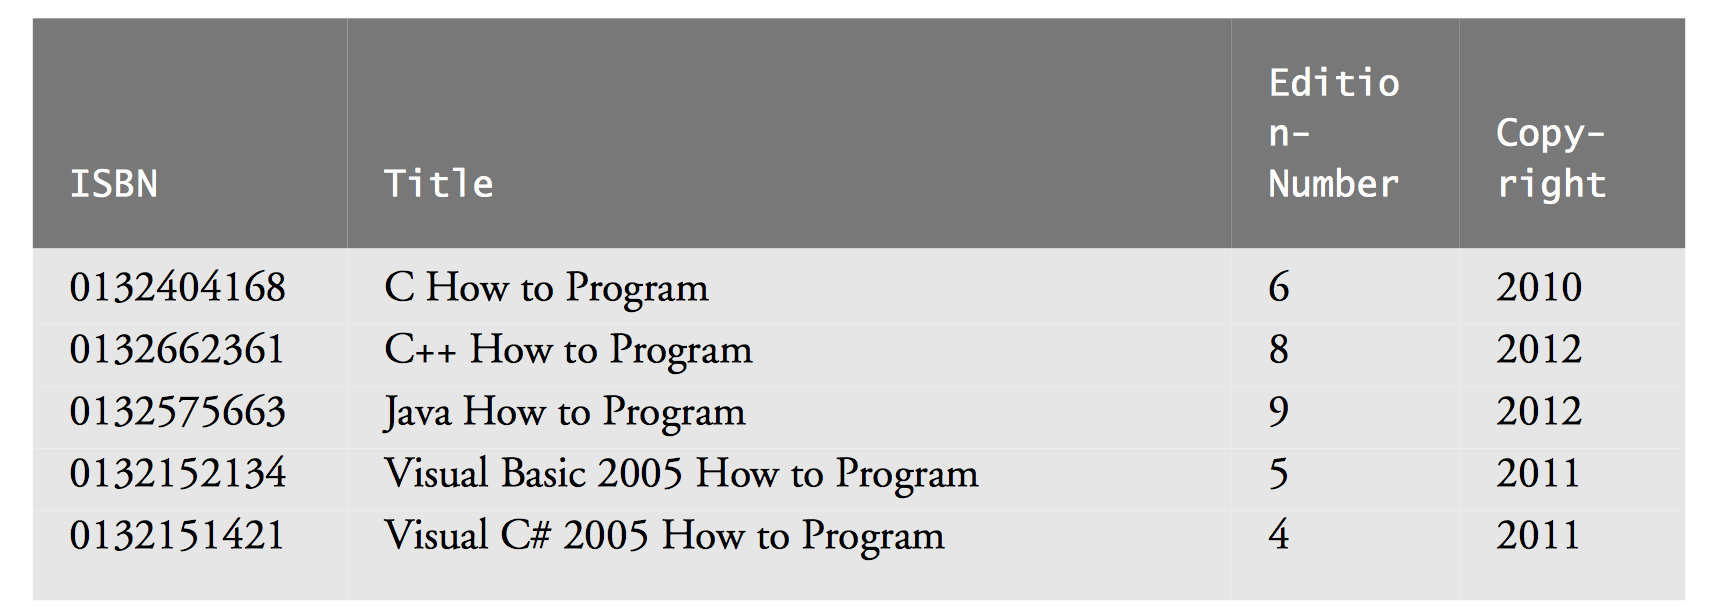 ISBN Title Editio
n-
Number Copy-
right
0132404168 C How to Program 6 2010
0132662361 C++ How to Program 8 2012
0132575663 Java How to Program 9 2012
0132152134 Visual Basic 2005 How to Program 5 2011
0132151421 Visual C# 2005 How to Program 4 2011